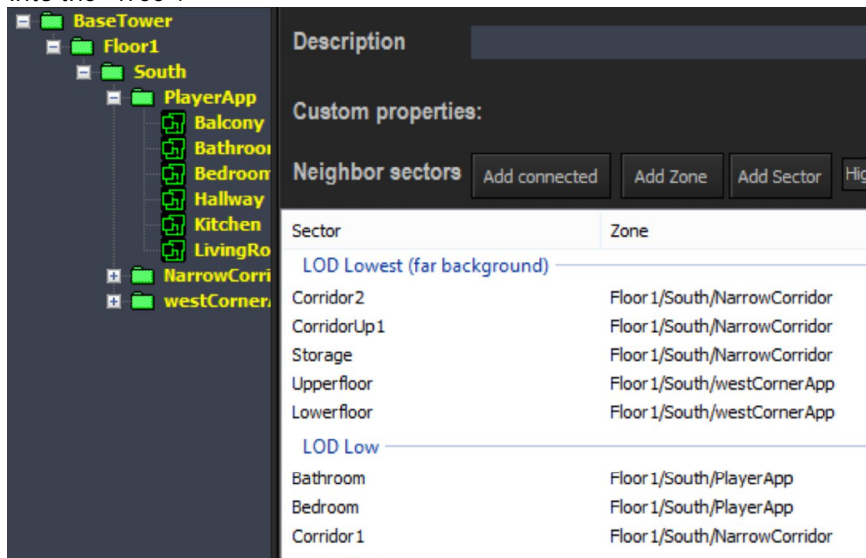 BaseTower
Floor1
South
PlayerApp
Balcony
Bedroom
Hallway
Kitchen
Description
Custom properties:
Neighbor sectors Add connected Add Zone Add Sector
Sector Zone
LOD Lowest (far background)
Corridor2 Floor1/South/NarrowCorridor
CorridorUp1 Floor1/South/NarrowCorridor
Storage Floor1/South/NarrowCorridor
Upperfloor Floor1/South/westCornerApp
Lowerfloor Floor1/South/westCornerApp
LOD Low
Bathroom Floor1/South/PlayerApp
Bedroom Floor1/South/PlayerApp
Corridor1 Floor1/South/NarrowCorridor